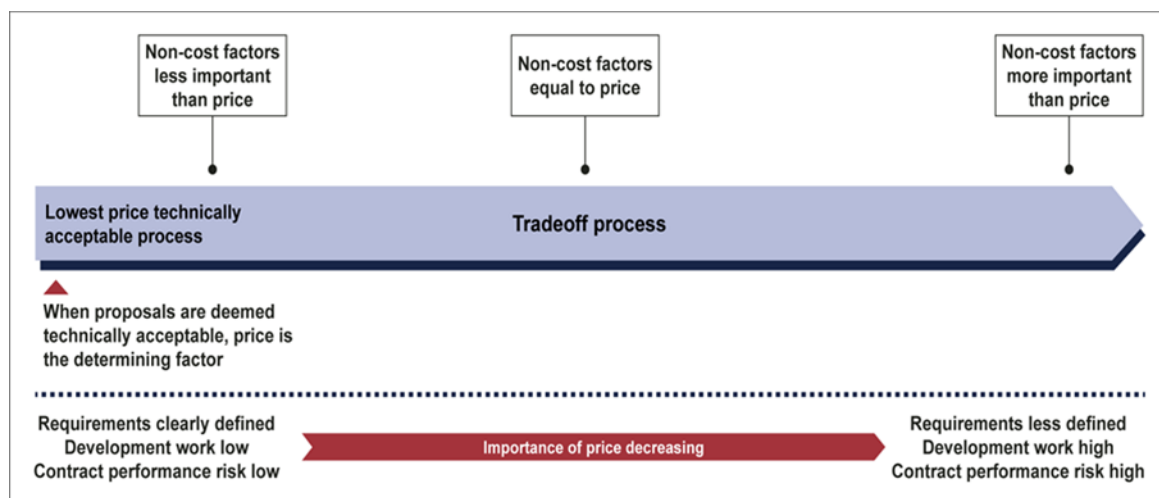 Non-cost factors
less important
than price
Non-cost factors
equal to price
Non-cost factors
more important
than price
Lowest price technically
acceptable process
Tradeoff process
When proposals are deemed
technically acceptable, price is
the determining factor
Requirements clearly defined
Development work low
Contract performance risk low
Importance of price decreasing
Requirements less defined
Development work high
Contract performance risk high